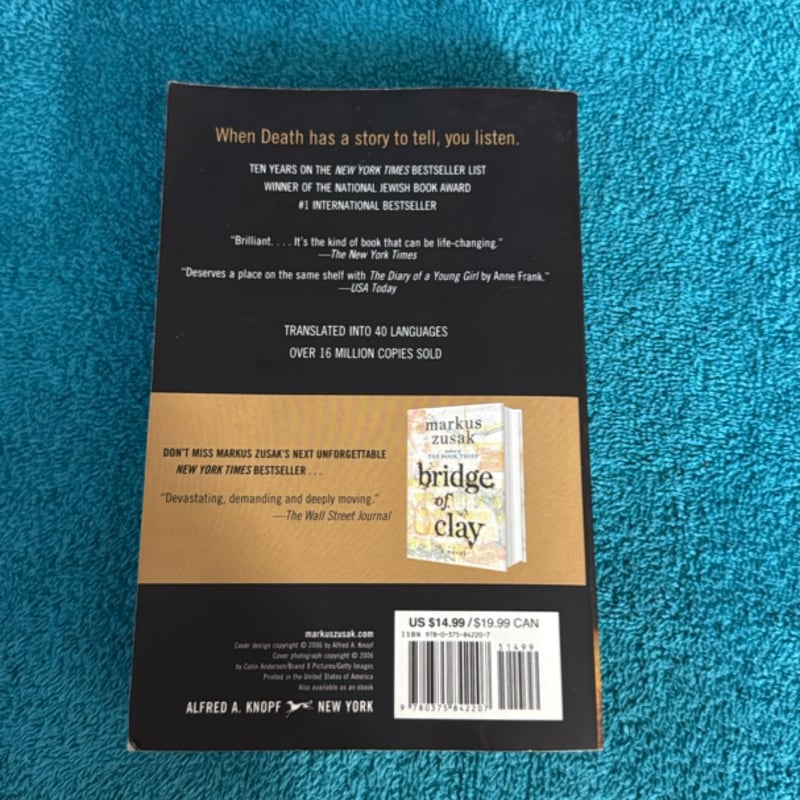 When Death has a story to tell, you listen.
TEN YEARS ON THE NEW YORK TIMES BESTSELLER LIST
WINNER OF THE NATIONAL JEWISH BOOK AWARD
#1 INTERNATIONAL BESTSELLER
“Brilliant. . . . It’s the kind of book that can be life-changing.”
—The New York Times
“Deserves a place on the same shelf with The Diary of a Young Girl by Anne Frank.”
—USA Today
TRANSLATED INTO 40 LANGUAGES
OVER 16 MILLION COPIES SOLD
DON’T MISS MARKUS ZUSAK’S NEXT UNFORGETTABLE
NEW YORK TIMES BESTSELLER . . .
“Devastating, demanding and deeply moving.”
—The Wall Street Journal
markus
zusak
author of
THE BOOK THIEF
bridge
of
clay
a novel
markuszusak.com
Cover design copyright © 2006 by Alfred A. Knopf
Cover photograph copyright © 2006
by Colin Anderson/Brand X Pictures/Getty Images
Printed in the United States of America
Also available as an ebook
ALFRED A. KNOPF NEW YORK
US $14.99 / $19.99 CAN
ISBN 978-0-375-84220-7
51499
9 780375 842207